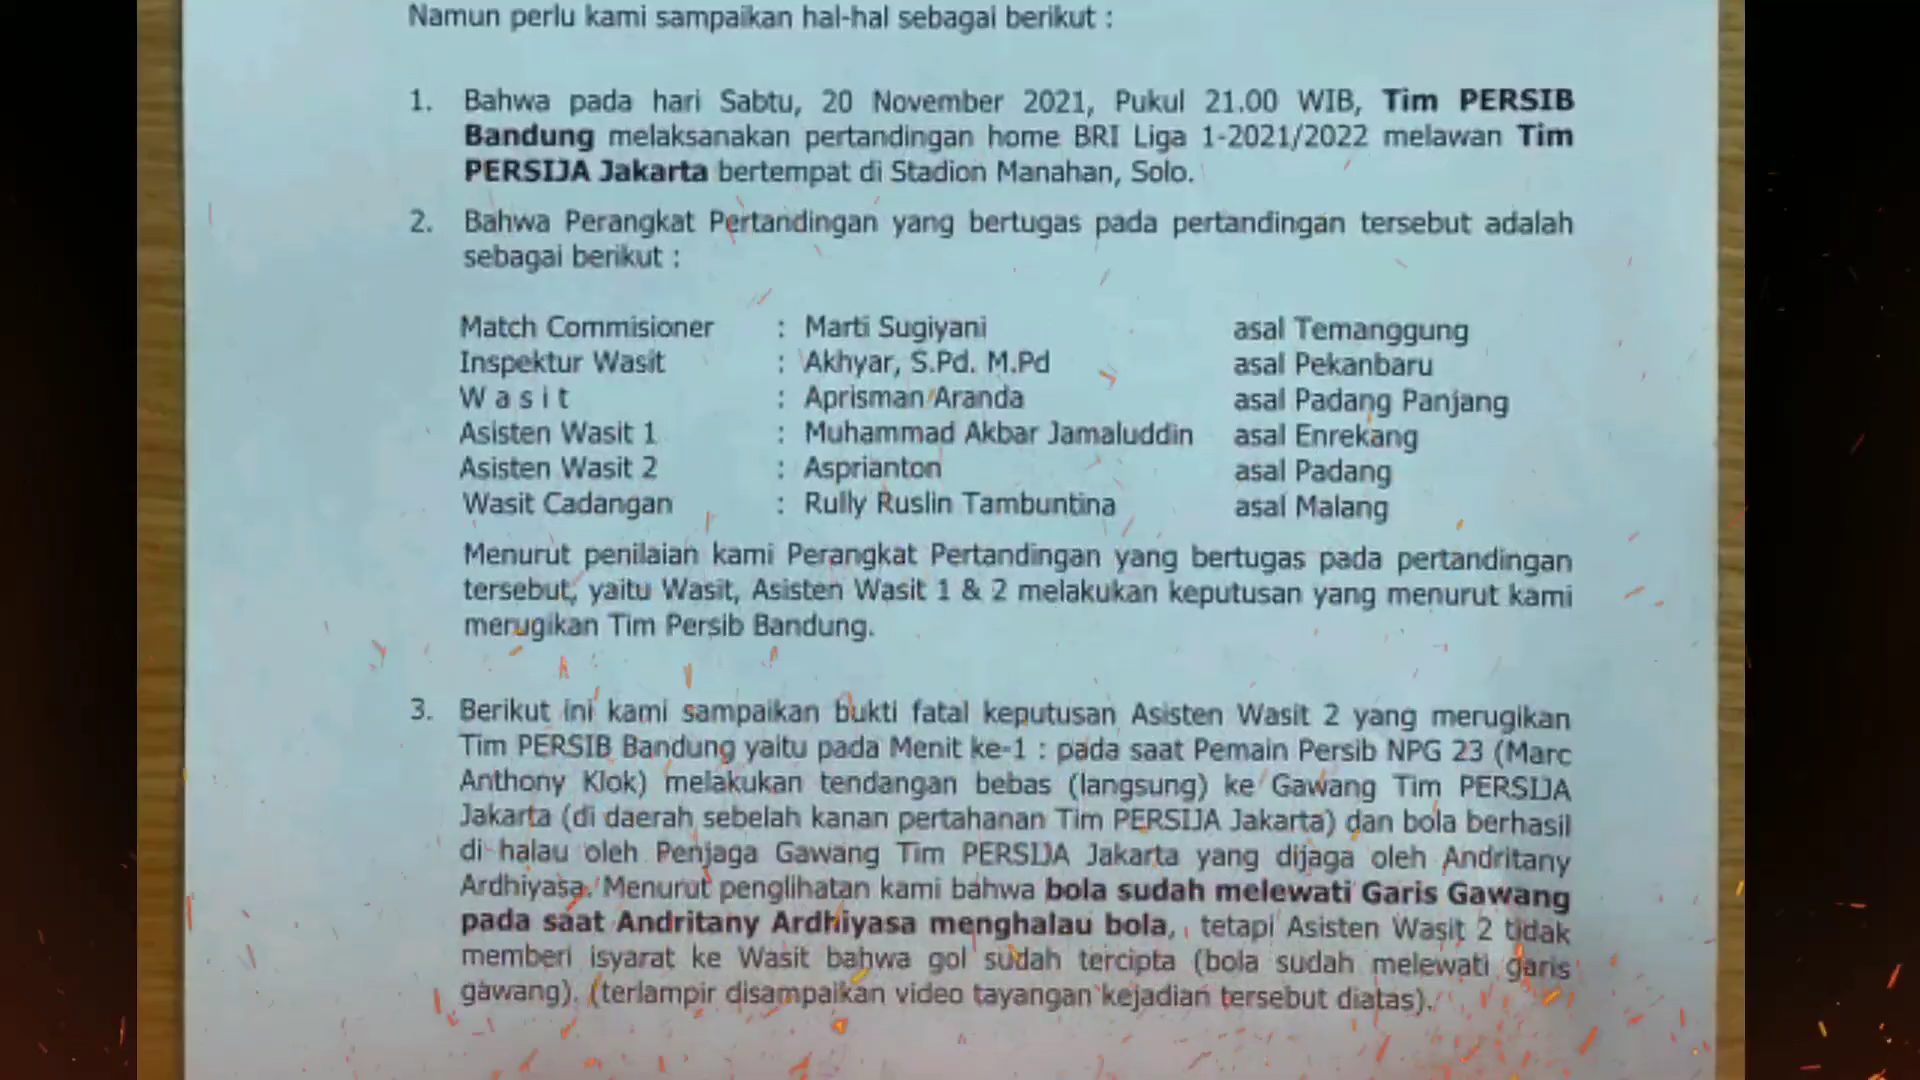 Namun perlu kami sampaikan hal-hal sebagai berikut :
1. Bahwa pada hari Sabtu, 20 November 2021, Pukul 21.00 WIB, Tim PERSIB
Bandung melaksanakan pertandingan home BRI Liga 1-2021/2022 melawan Tim
PERSIJA Jakarta bertempat di Stadion Manahan, Solo.
2. Bahwa Perangkat Pertandingan yang bertugas pada pertandingan tersebut adalah
sebagai berikut :
Match Commisioner : Marti Sugiyani asal Temanggung
Inspektur Wasit : Akhyar, S.Pd. M.Pd asal Pekanbaru
W a s i t : Aprisman Aranda asal Padang Panjang
Asisten Wasit 1 : Muhammad Akbar Jamaluddin asal Enrekang
Asisten Wasit 2 : Asprianton asal Padang
Wasit Cadangan : Rully Ruslin Tambuntina asal Malang
Menurut penilaian kami Perangkat Pertandingan yang bertugas pada pertandingan
tersebut, yaitu Wasit, Asisten Wasit 1 & 2 melakukan keputusan yang menurut kami
merugikan Tim Persib Bandung.
3. Berikut ini kami sampaikan bukti fatal keputusan Asisten Wasit 2 yang merugikan
Tim PERSIB Bandung yaitu pada Menit ke-1 : pada saat Pemain Persib NPG 23 (Marc
Anthony Klok) melakukan tendangan bebas (langsung) ke Gawang Tim PERSIJA
Jakarta (di daerah sebelah kanan pertahanan Tim PERSIJA Jakarta) dan bola berhasil
di halau oleh Penjaga Gawang Tim PERSIJA Jakarta yang dijaga oleh Andritany
Ardhiyasa. Menurut penglihatan kami bahwa bola sudah melewati Garis Gawang
pada saat Andritany Ardhiyasa menghalau bola, tetapi Asisten Wasit 2 tidak
memberi isyarat ke Wasit bahwa gol sudah tercipta (bola sudah melewati garis
gawang). (terlampir disampaikan video tayangan kejadian tersebut diatas).